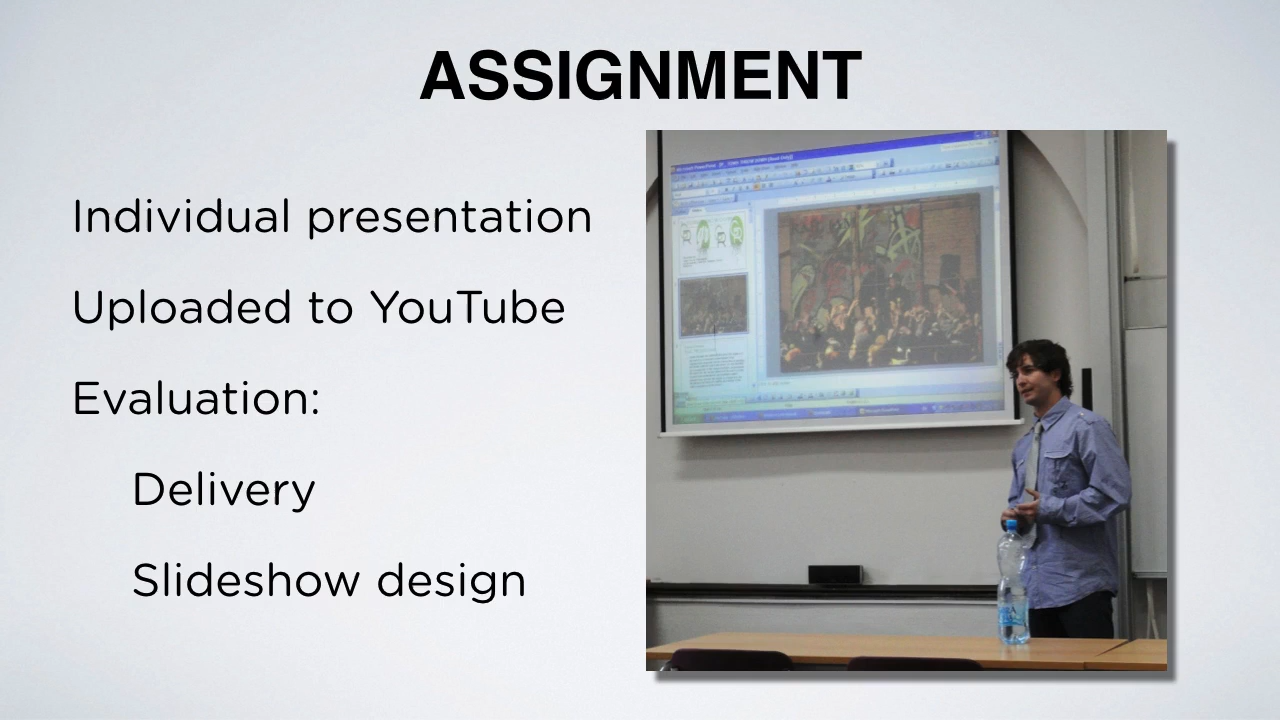 ASSIGNMENT
Individual presentation
Uploaded to YouTube
Evaluation:
Delivery
Slideshow design